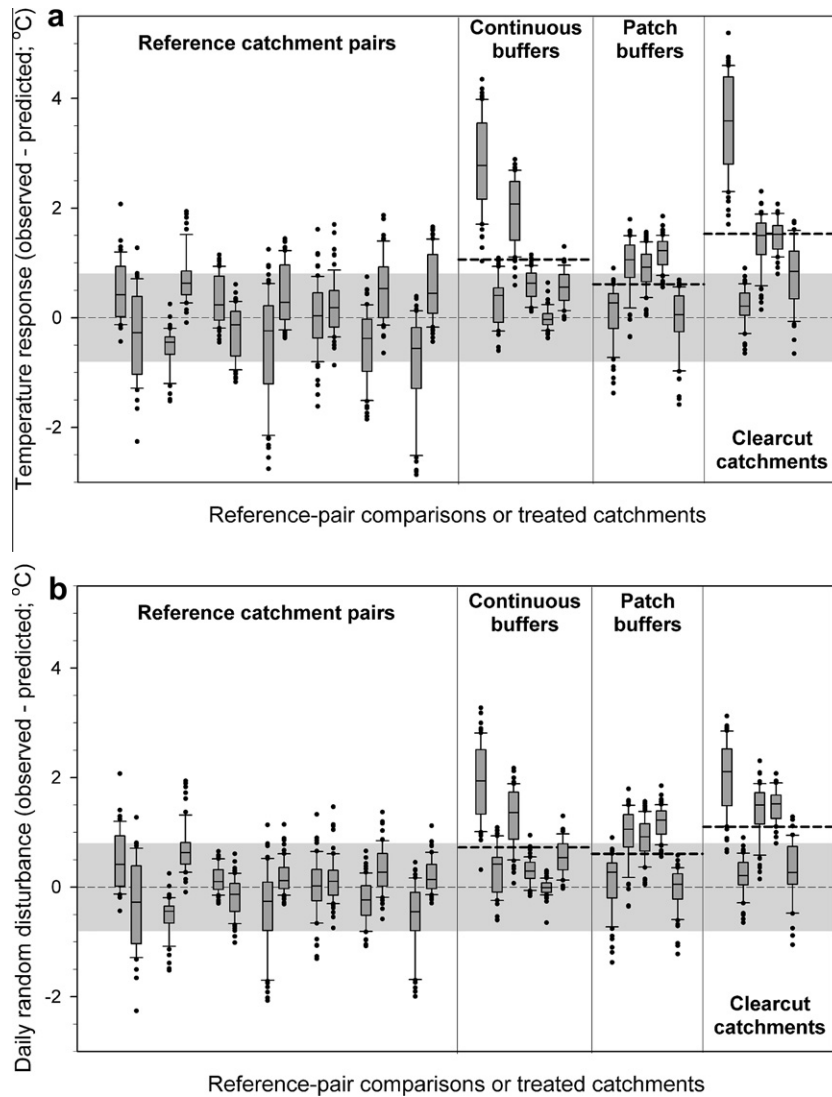 a
Reference catchment pairs
Continuous
buffers
Patch
buffers
Temperature response (observed - predicted; °C)
4
2
0
-2
Clearcut
catchments
Reference-pair comparisons or treated catchments
b
Reference catchment pairs
Continuous
buffers
Patch
buffers
Daily random disturbance (observed - predicted; °C)
4
2
0
-2
Clearcut
catchments
Reference-pair comparisons or treated catchments